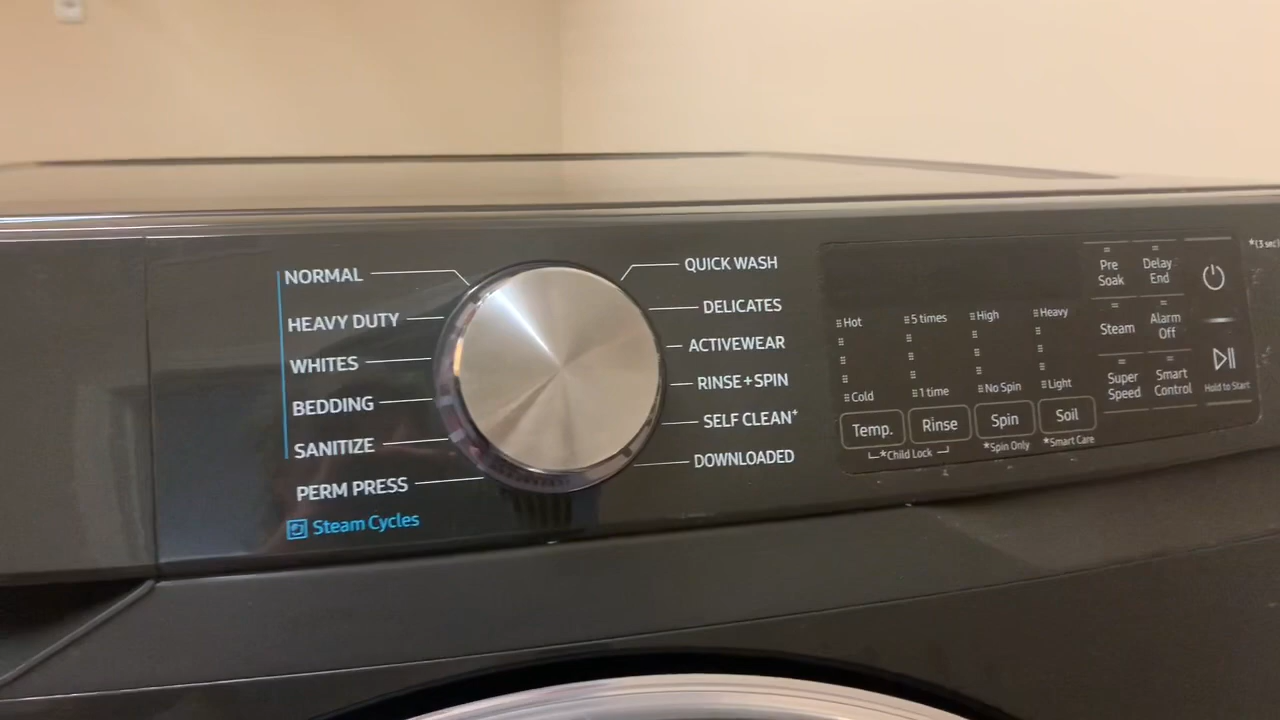 NORMAL
HEAVY DUTY
WHITES
BEDDING
SANITIZE
PERM PRESS
Steam Cycles
QUICK WASH
DELICATES
ACTIVEWEAR
RINSE+SPIN
SELF CLEAN+
DOWNLOADED
Hot
5 times
High
Heavy
Cold
1 time
No Spin
Light
Temp.
Rinse
Spin
Soil
*Child Lock
*Spin Only
*Smart Care
Pre
Soak
Delay
End
Steam
Alarm
Off
Super
Speed
Smart
Control
Hold to Start
*(3 sec)